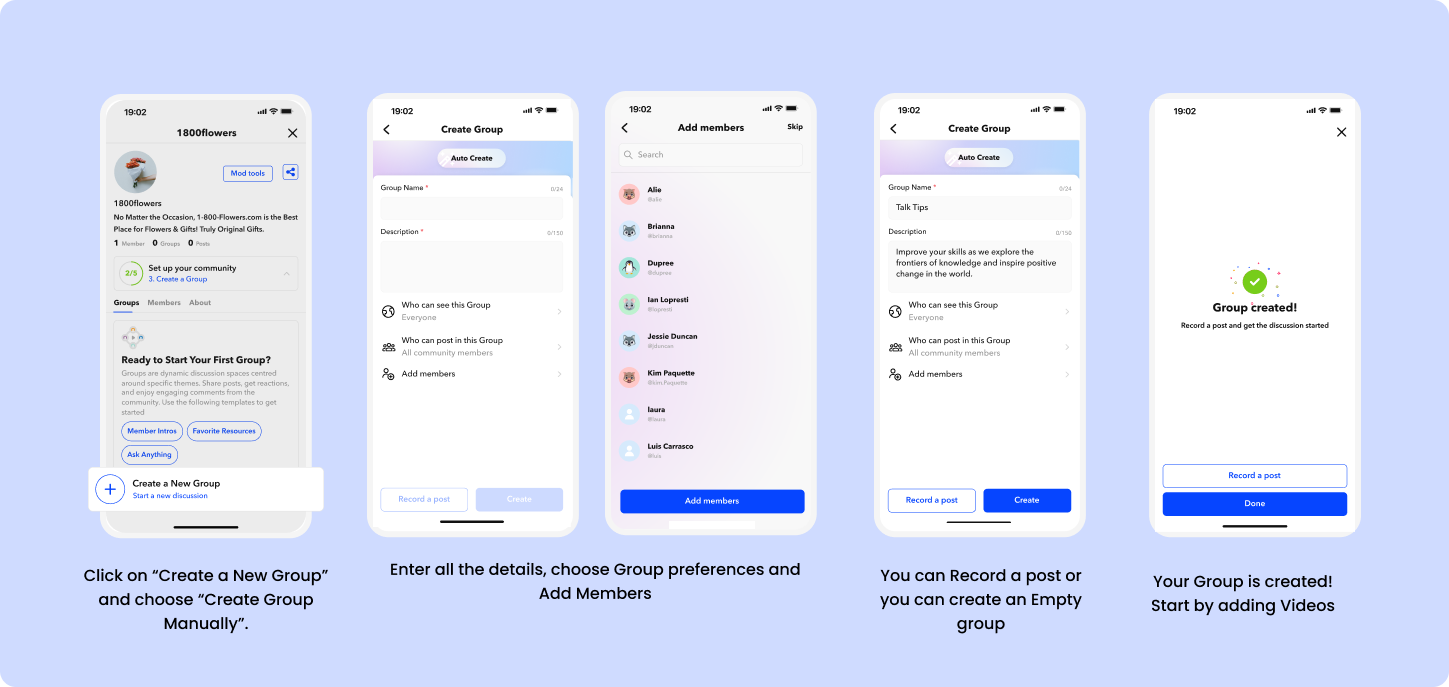 19:02
1800flowers
Mod tools
1800flowers
No Matter the Occasion, 1-800-Flowers.com is the Best
Place for Flowers & Gifts! Truly Original Gifts.
1 Member 0 Groups 0 Posts
2/5
Set up your community
3. Create a Group
Groups Members About
Ready to Start Your First Group?
Groups are dynamic discussion spaces centred
around specific themes. Share posts, get reactions,
and enjoy engaging comments from the
community. Use the following templates to get
started
Member Intros Favorite Resources
Ask Anything
Create a New Group
Start a new discussion
Click on “Create a New Group”
and choose “Create Group
Manually”.
19:02
Create Group
Auto Create
Group Name * 0/24
Description * 0/150
Who can see this Group
Everyone
Who can post in this Group
All community members
Add members
Record a post Create
19:02
Add members Skip
Search
Alie
@alie
Brianna
@brianna
Dupree
@dupree
Ian Lopresti
@lopresti
Jessie Duncan
@jduncan
Kim Paquette
@kim.Paquette
laura
@laura
Luis Carrasco
@luis
Add members
Enter all the details, choose Group preferences and
Add Members
19:02
Create Group
Auto Create
Group Name * 0/24
Talk Tips
Description 0/150
Improve your skills as we explore the
frontiers of knowledge and inspire positive
change in the world.
Who can see this Group
Everyone
Who can post in this Group
All community members
Add members
Record a post Create
You can Record a post or
you can create an Empty
group
19:02
Group created!
Record a post and get the discussion started
Record a post
Done
Your Group is created!
Start by adding Videos